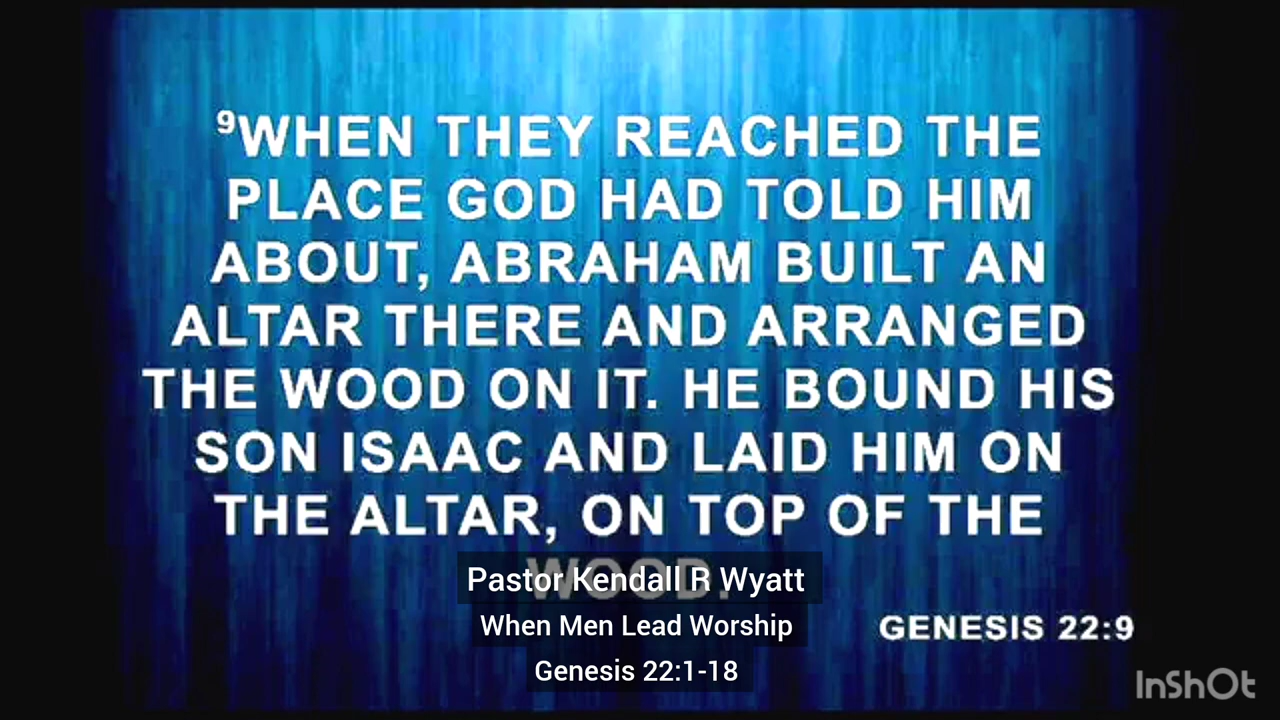 ⁹WHEN THEY REACHED THE
PLACE GOD HAD TOLD HIM
ABOUT, ABRAHAM BUILT AN
ALTAR THERE AND ARRANGED
THE WOOD ON IT. HE BOUND HIS
SON ISAAC AND LAID HIM ON
THE ALTAR, ON TOP OF THE
WOOD.
Pastor Kendall R Wyatt
When Men Lead Worship
GENESIS 22:9
Genesis 22:1-18
InShOt